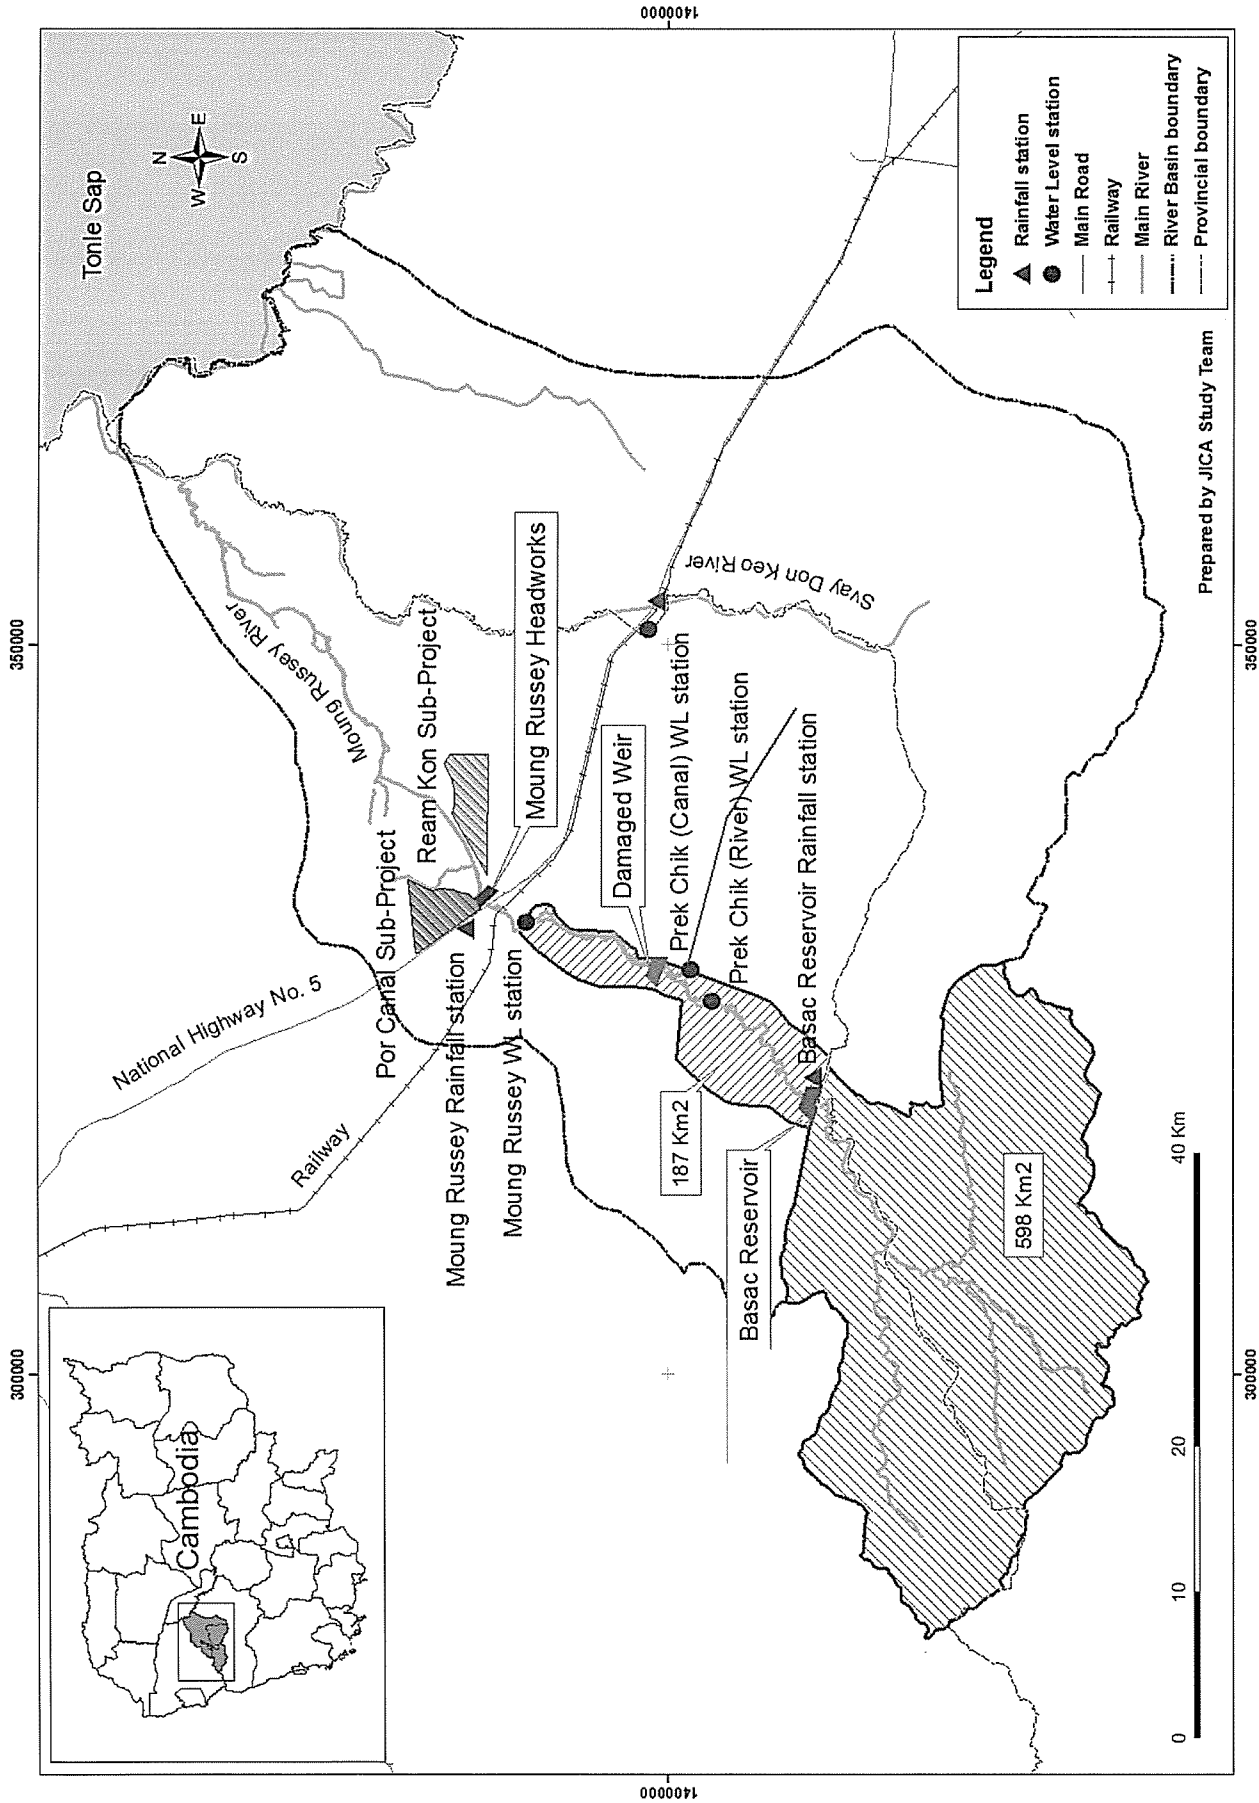 300000
350000
Tonle Sap
N
W
E
S
Cambodia
National Highway No. 5
Railway
Moung Russey River
Por Canal Sub-Project
Ream Kon Sub-Project
Moung Russey Rainfall station
Moung Russey WL station
Moung Russey Headworks
Damaged Weir
Prek Chik (Canal) WL station
Svay Don Keo River
187 Km2
Prek Chik (River) WL station
Basac Reservoir
Basac Reservoir Rainfall station
598 Km2
Legend
Rainfall station
Water Level station
Main Road
Railway
Main River
River Basin boundary
Provincial boundary
0
10
20
40 Km
Prepared by JICA Study Team
1400000
1400000
300000
350000